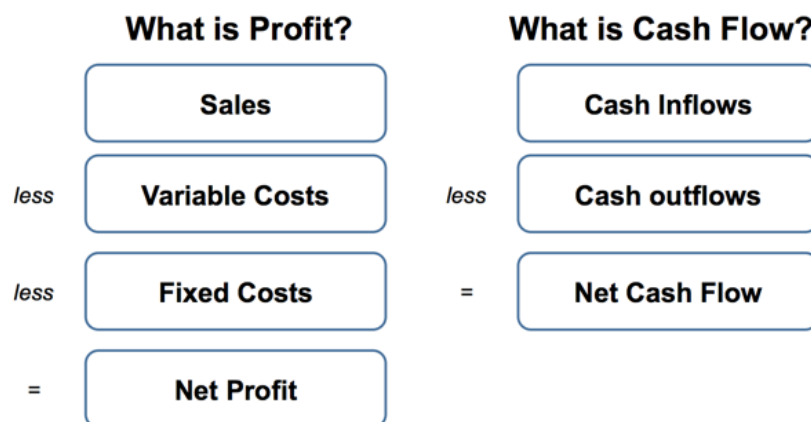 What is Profit?
Sales
less
Variable Costs
less
Fixed Costs
=
Net Profit
What is Cash Flow?
Cash Inflows
less
Cash outflows
=
Net Cash Flow